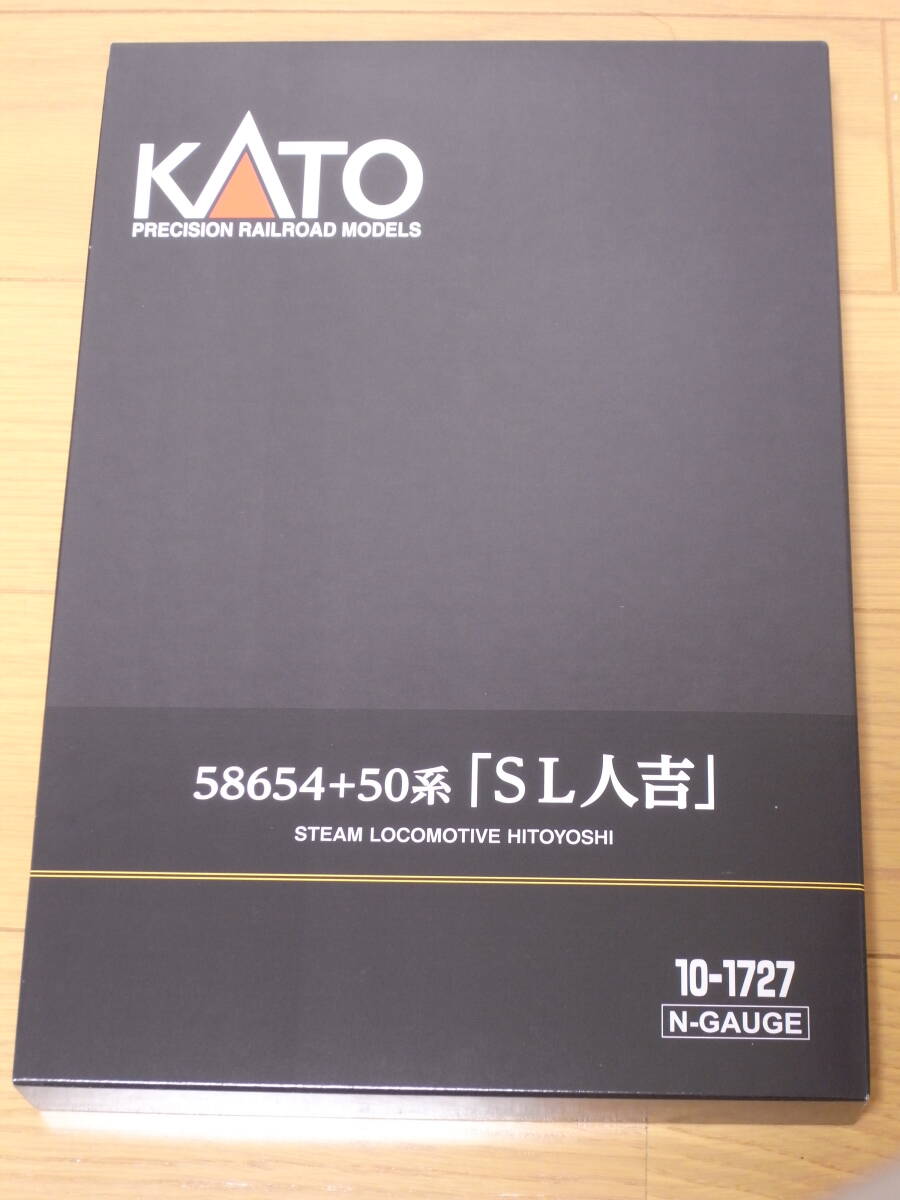 KATO
PRECISION RAILROAD MODELS
58654+50系「SL人吉」
STEAM LOCOMOTIVE HITOYOSHI
10-1727
N-GAUGE